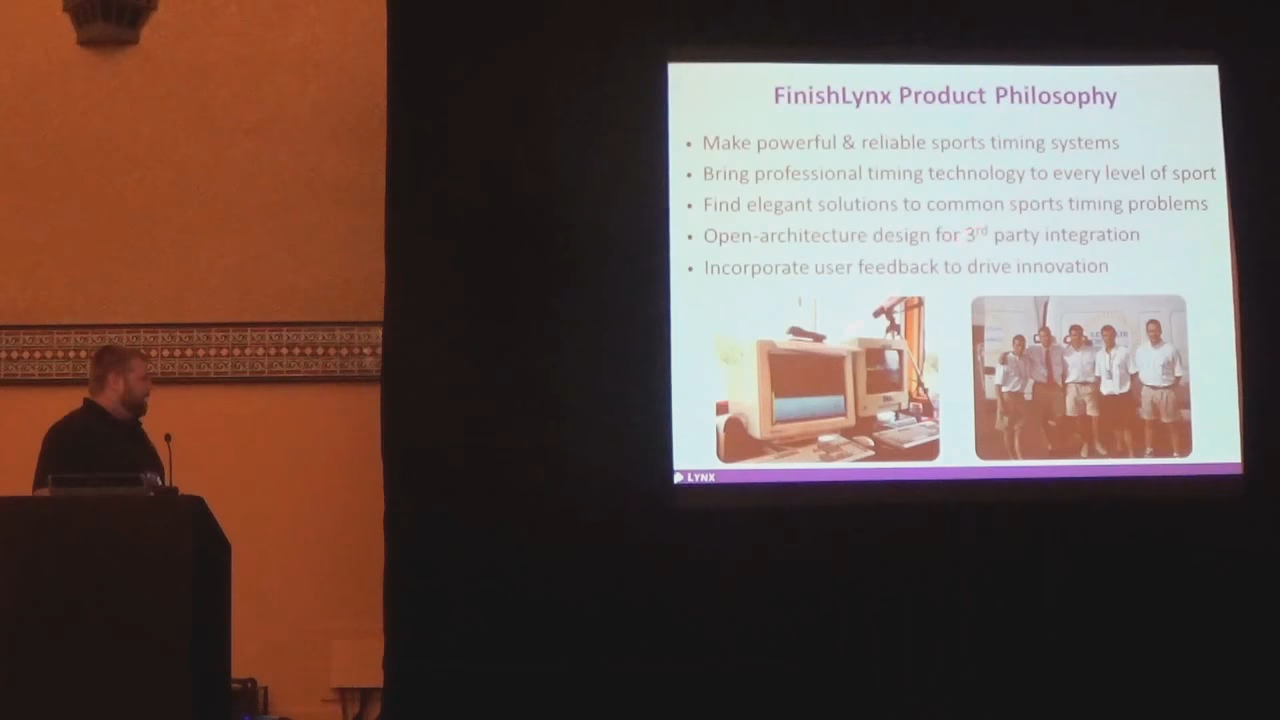 FinishLynx Product Philosophy
• Make powerful & reliable sports timing systems
• Bring professional timing technology to every level of sport
• Find elegant solutions to common sports timing problems
• Open-architecture design for 3rd party integration
• Incorporate user feedback to drive innovation
LYNX